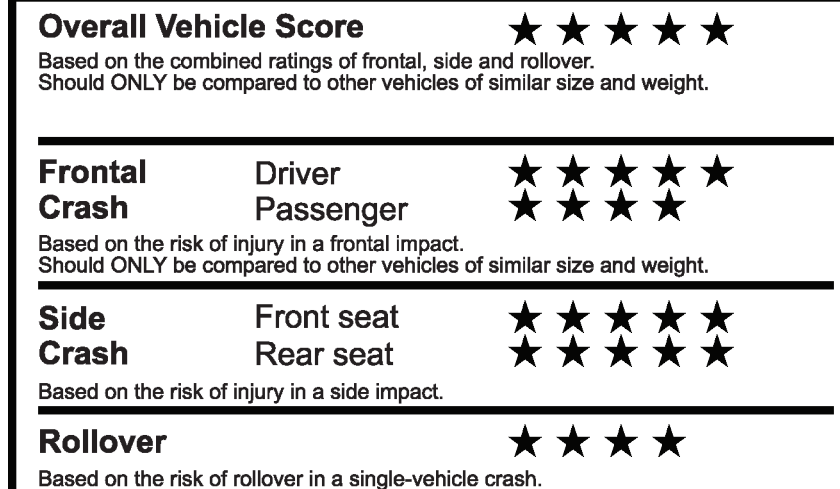 Overall Vehicle Score ★ ★ ★ ★ ★
Based on the combined ratings of frontal, side and rollover.
Should ONLY be compared to other vehicles of similar size and weight.
Frontal Driver ★ ★ ★ ★ ★
Crash Passenger ★ ★ ★ ★
Based on the risk of injury in a frontal impact.
Should ONLY be compared to other vehicles of similar size and weight.
Side Front seat ★ ★ ★ ★ ★
Crash Rear seat ★ ★ ★ ★ ★
Based on the risk of injury in a side impact.
Rollover ★ ★ ★ ★
Based on the risk of rollover in a single-vehicle crash.